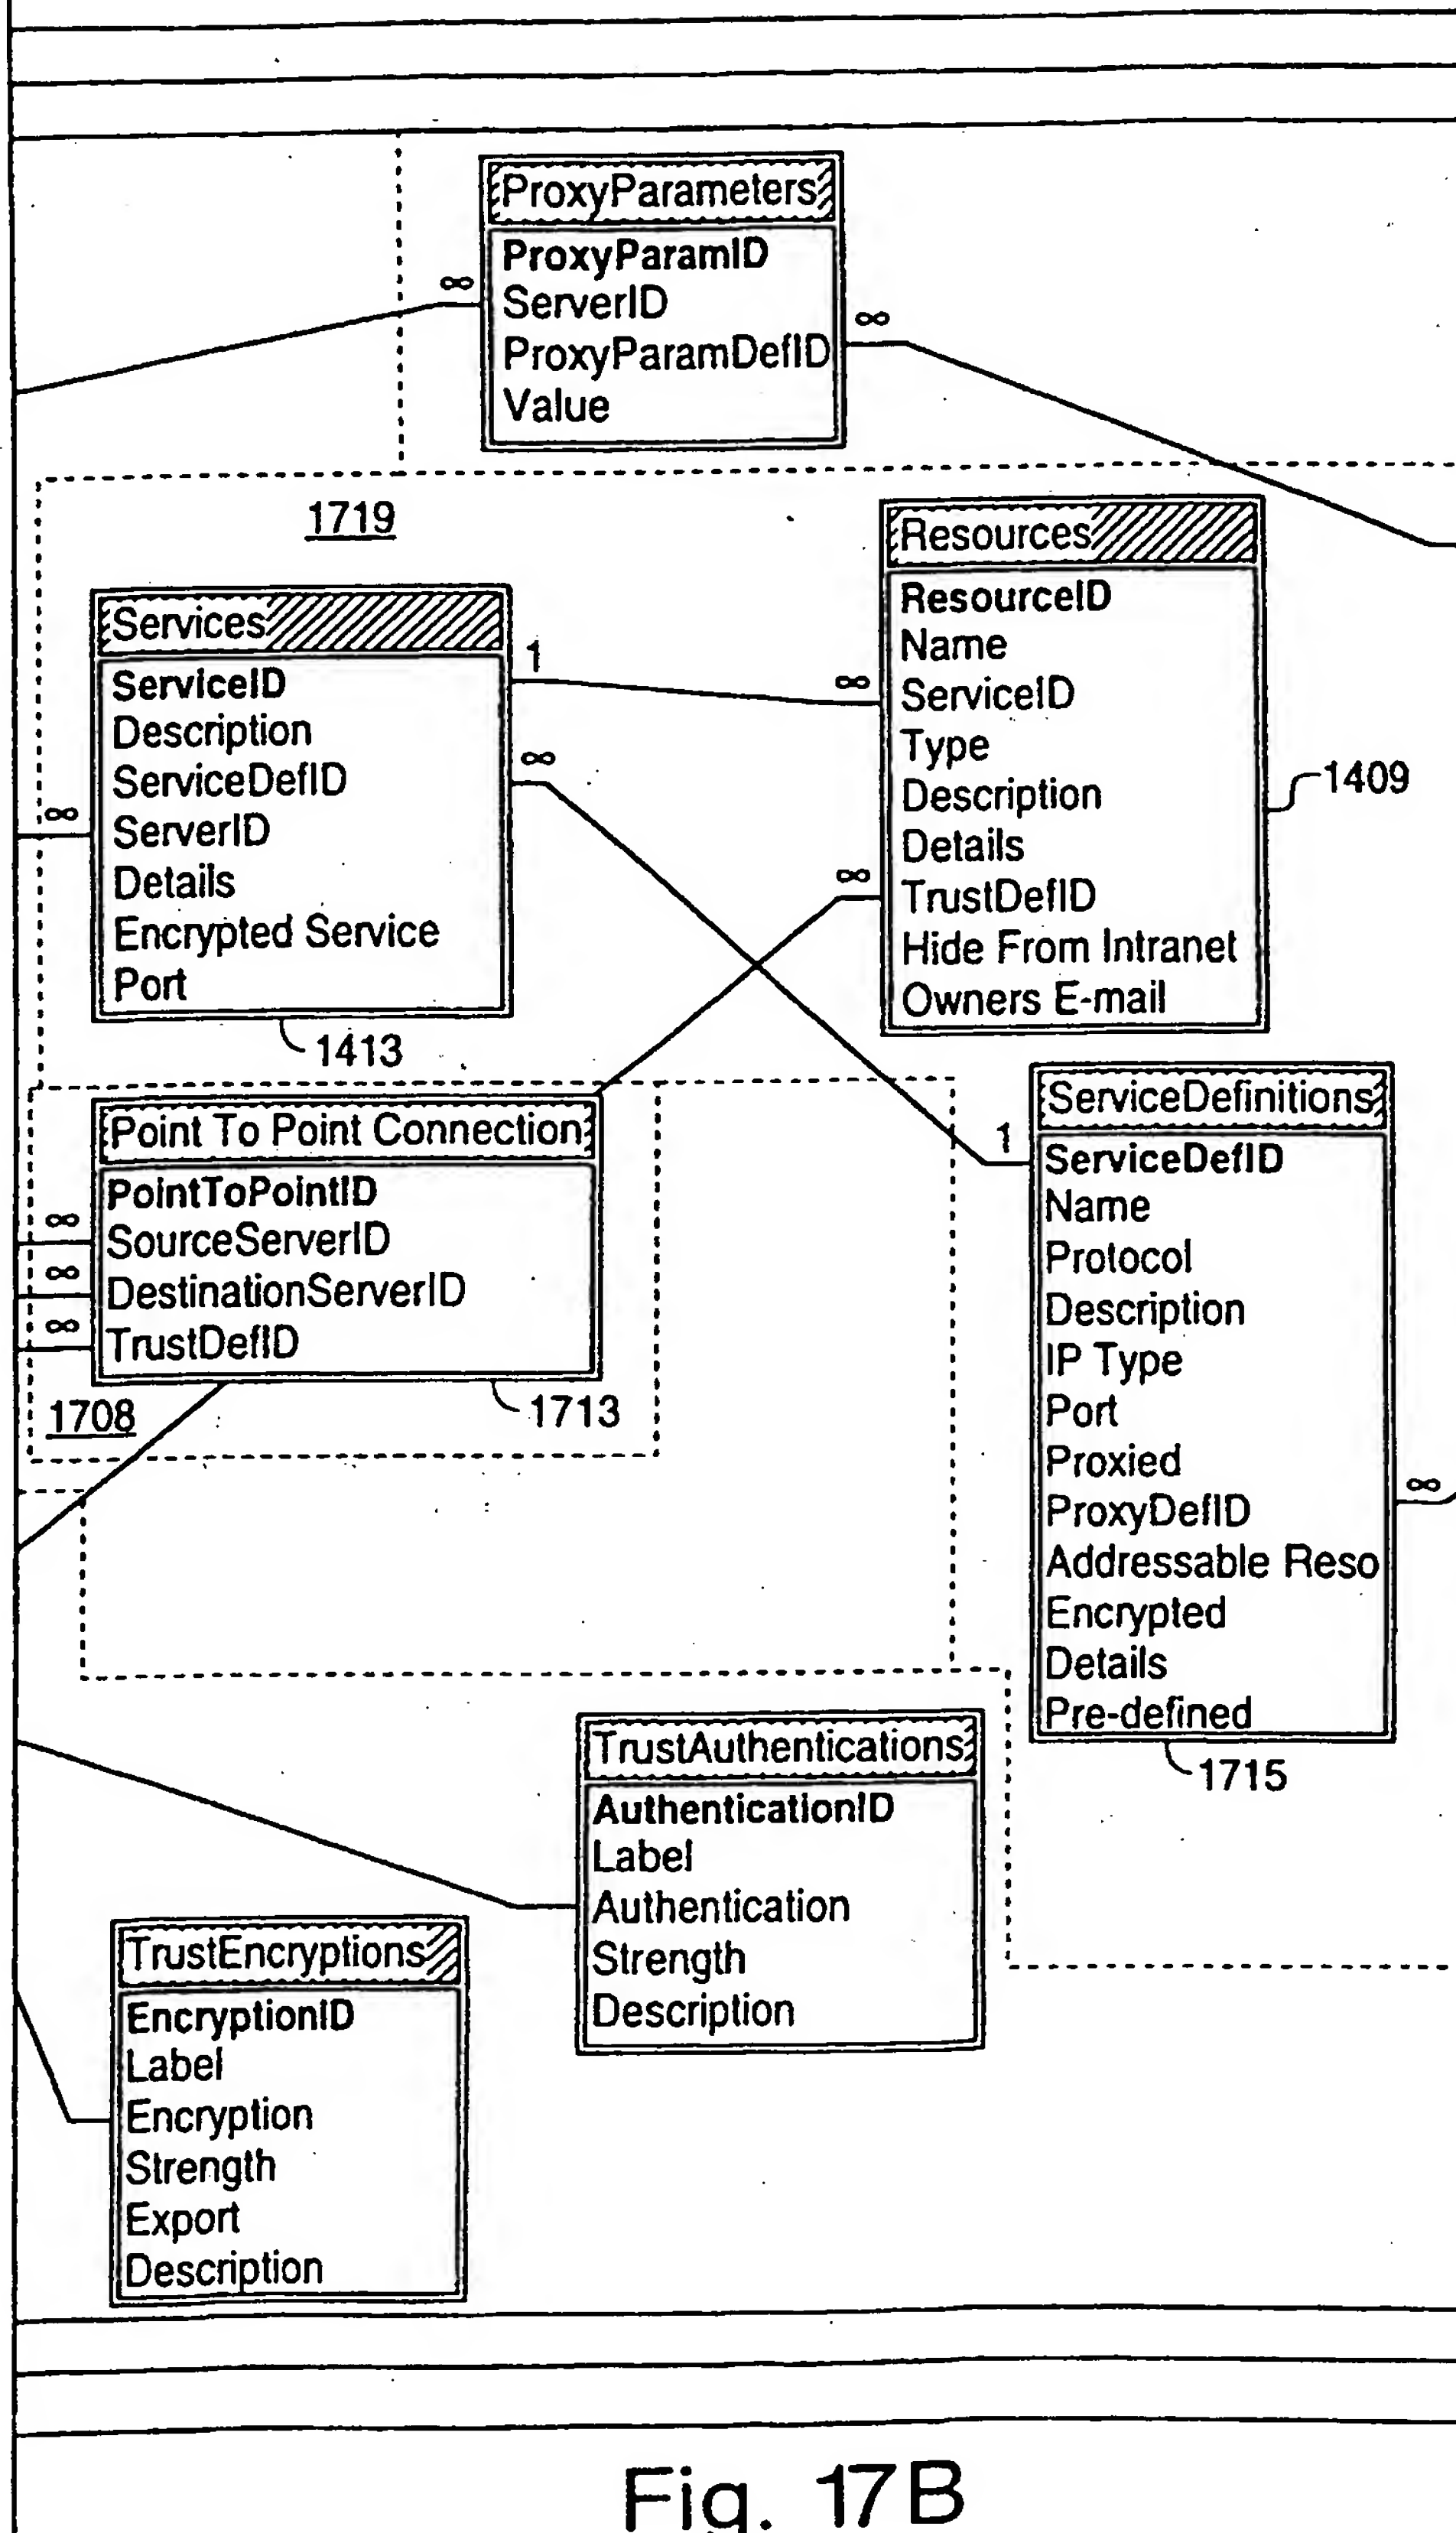 ProxyParameters
ProxyParamID
∞
ServerID
∞
ProxyParamDefID
Value
1719
Resources
ResourceID
Name
∞
ServiceID
Type
Description
Details
∞
TrustDefID
Hide From Intranet
Owners E-mail
1409
Services
1
ServiceID
Description
∞
ServiceDefID
∞
ServerID
Details
Encrypted Service
Port
1413
Point To Point Connection
PointToPointID
∞
SourceServerID
∞
DestinationServerID
∞
TrustDefID
1708
1713
ServiceDefinitions
1
ServiceDefID
Name
Protocol
Description
IP Type
Port
Proxied
∞
ProxyDefID
Addressable Reso
Encrypted
Details
Pre-defined
1715
TrustAuthentications
AuthenticationID
Label
Authentication
Strength
Description
TrustEncryptions
EncryptionID
Label
Encryption
Strength
Export
Description
Fig. 17B